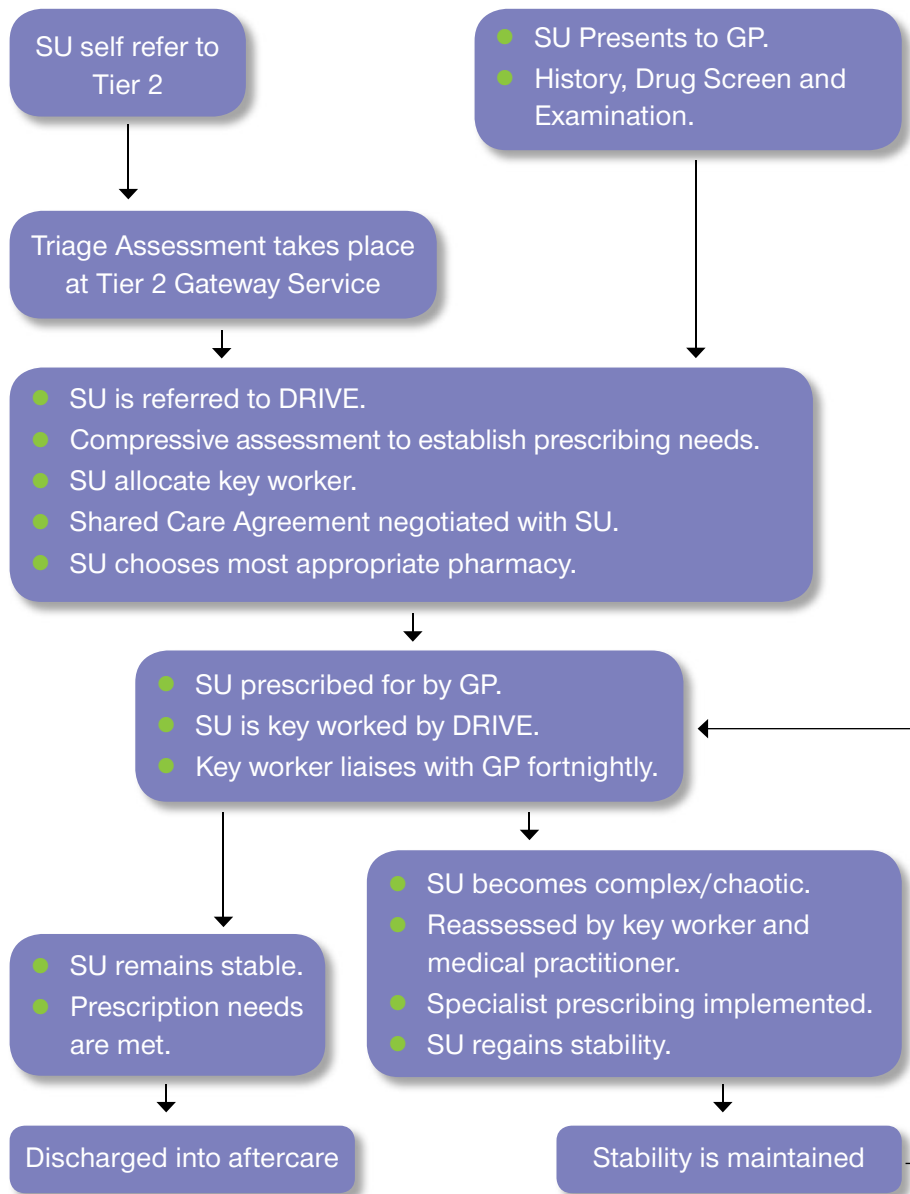 SU self refer to
Tier 2
SU Presents to GP.
History, Drug Screen and
Examination.
Triage Assessment takes place
at Tier 2 Gateway Service
SU is referred to DRIVE.
Compressive assessment to establish prescribing needs.
SU allocate key worker.
Shared Care Agreement negotiated with SU.
SU chooses most appropriate pharmacy.
SU prescribed for by GP.
SU is key worked by DRIVE.
Key worker liaises with GP fortnightly.
SU remains stable.
Prescription needs
are met.
SU becomes complex/chaotic.
Reassessed by key worker and
medical practitioner.
Specialist prescribing implemented.
SU regains stability.
Discharged into aftercare
Stability is maintained